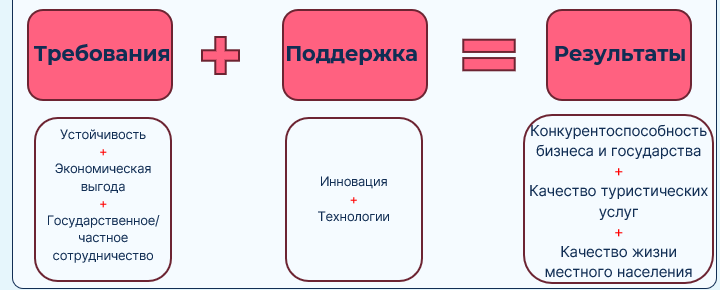 Требования + Поддержка = Результаты
Устойчивость
+
Экономическая
выгода
+
Государственное/
частное
сотрудничество
Инновация
+
Технологии
Конкурентоспособность
бизнеса и государства
+
Качество туристических
услуг
+
Качество жизни
местного населения